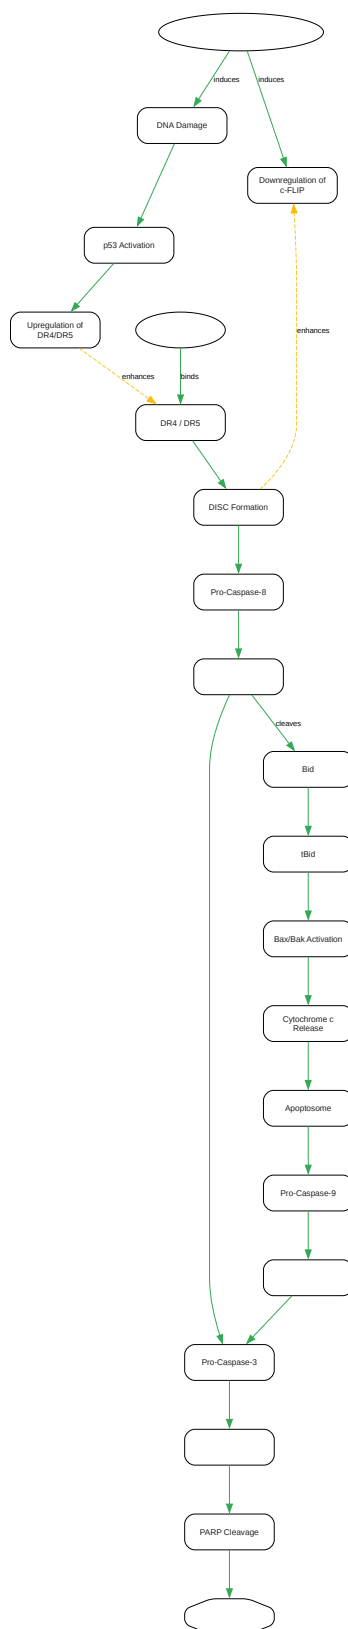 induces
induces
DNA Damage
Downregulation of
c-FLIP
p53 Activation
Upregulation of
DR4/DR5
enhances
enhances
binds
DR4 / DR5
DISC Formation
Pro-Caspase-8
cleaves
Bid
tBid
Bax/Bak Activation
Cytochrome c
Release
Apoptosome
Pro-Caspase-9
Pro-Caspase-3
PARP Cleavage